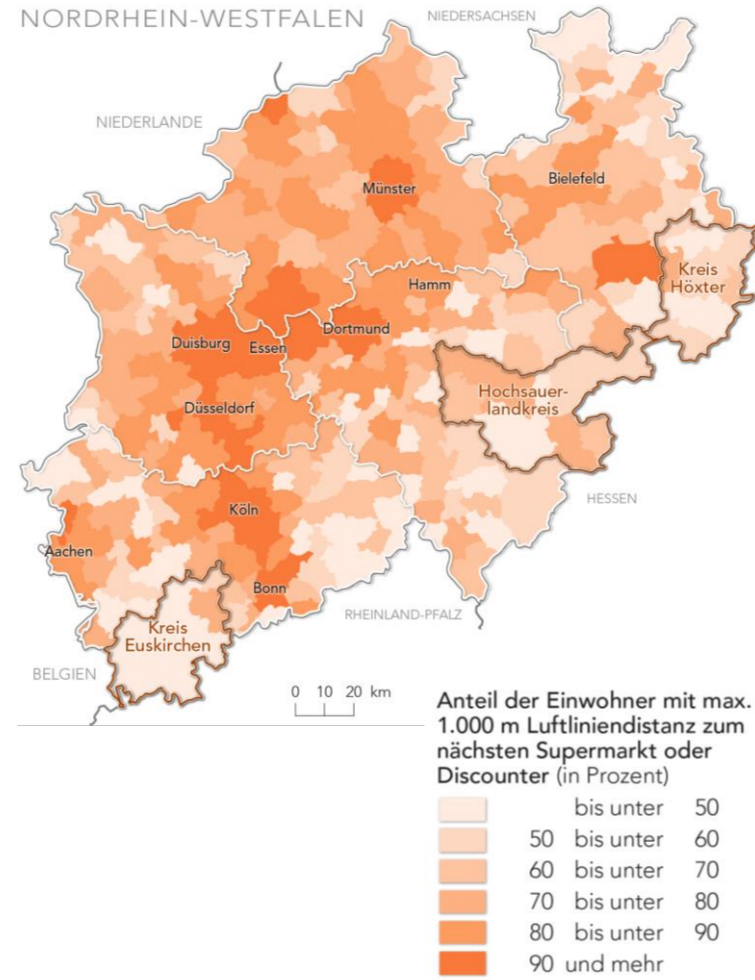 NORDRHEIN-WESTFALEN
NIEDERSACHSEN
NIEDERLANDE
Münster
Bielefeld
Kreis
Höxter
Hamm
Dortmund
Duisburg
Essen
Hochsauer-
landkreis
Düsseldorf
HESSEN
Köln
Aachen
Bonn
RHEINLAND-PFALZ
Kreis
Euskirchen
BELGIEN
0 10 20 km
Anteil der Einwohner mit max.
1.000 m Luftliniendistanz zum
nächsten Supermarkt oder
Discounter (in Prozent)
bis unter 50
50 bis unter 60
60 bis unter 70
70 bis unter 80
80 bis unter 90
90 und mehr